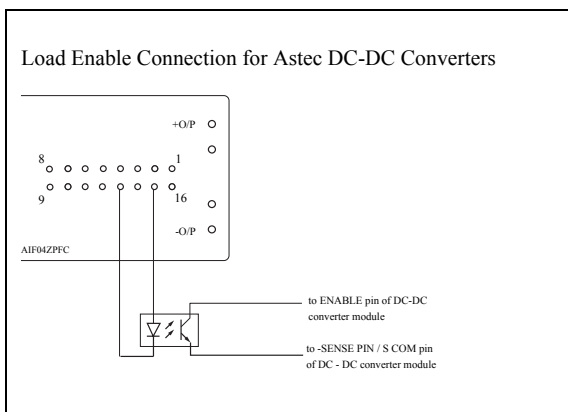 Load Enable Connection for Astec DC-DC Converters
+O/P
8
1
9
16
-O/P
AIF04ZPFC
to ENABLE pin of DC-DC
converter module
to -SENSE PIN / S COM pin
of DC - DC converter module